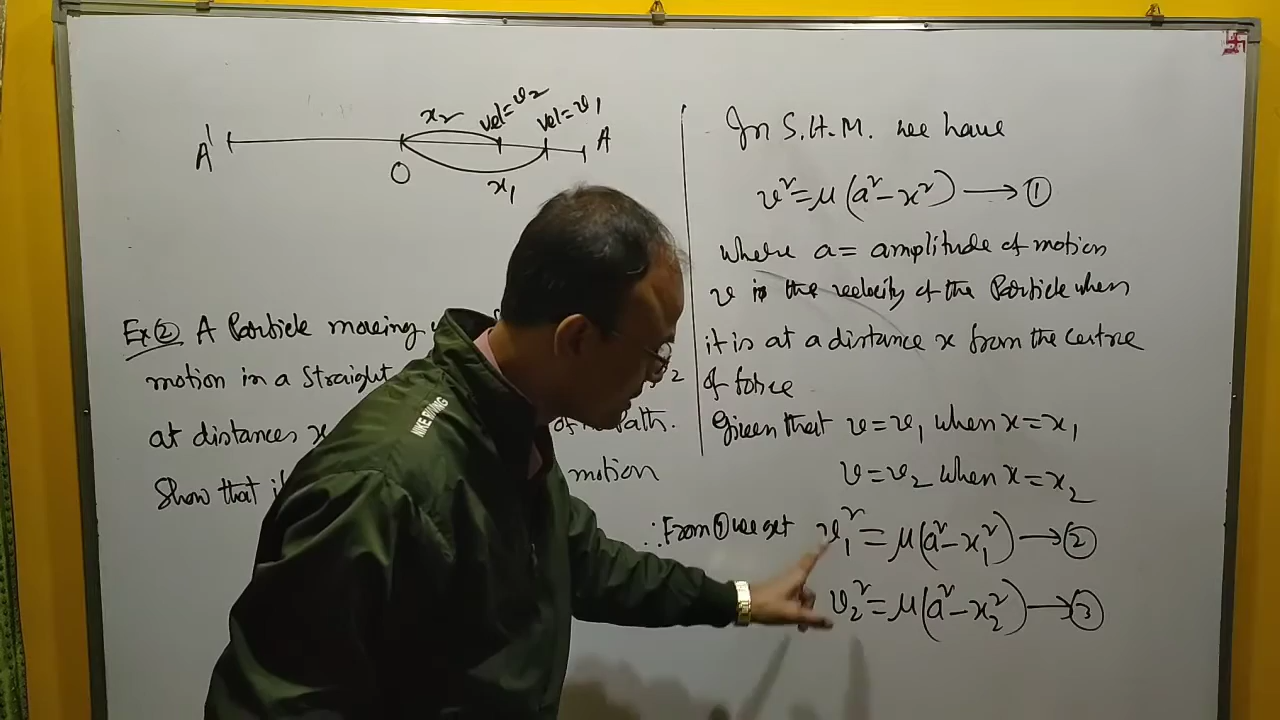 x₂ vel=v₂ vel=v₁
A' O A
x₁
Ex② A Particle moving
motion in a Straight 2
at distances x of Path.
Show that motion
NIKE
In S.H.M. we have
v²=μ(a²-x²)→①
Where a= amplitude of motion
v is the velocity of the Particle when
it is at a distance x from the centre
of force
Given that v=v₁ when x=x₁
v=v₂ when x=x₂
∴From① we get v₁²=μ(a²-x₁²)→②
v₂²=μ(a²-x₂²)→③